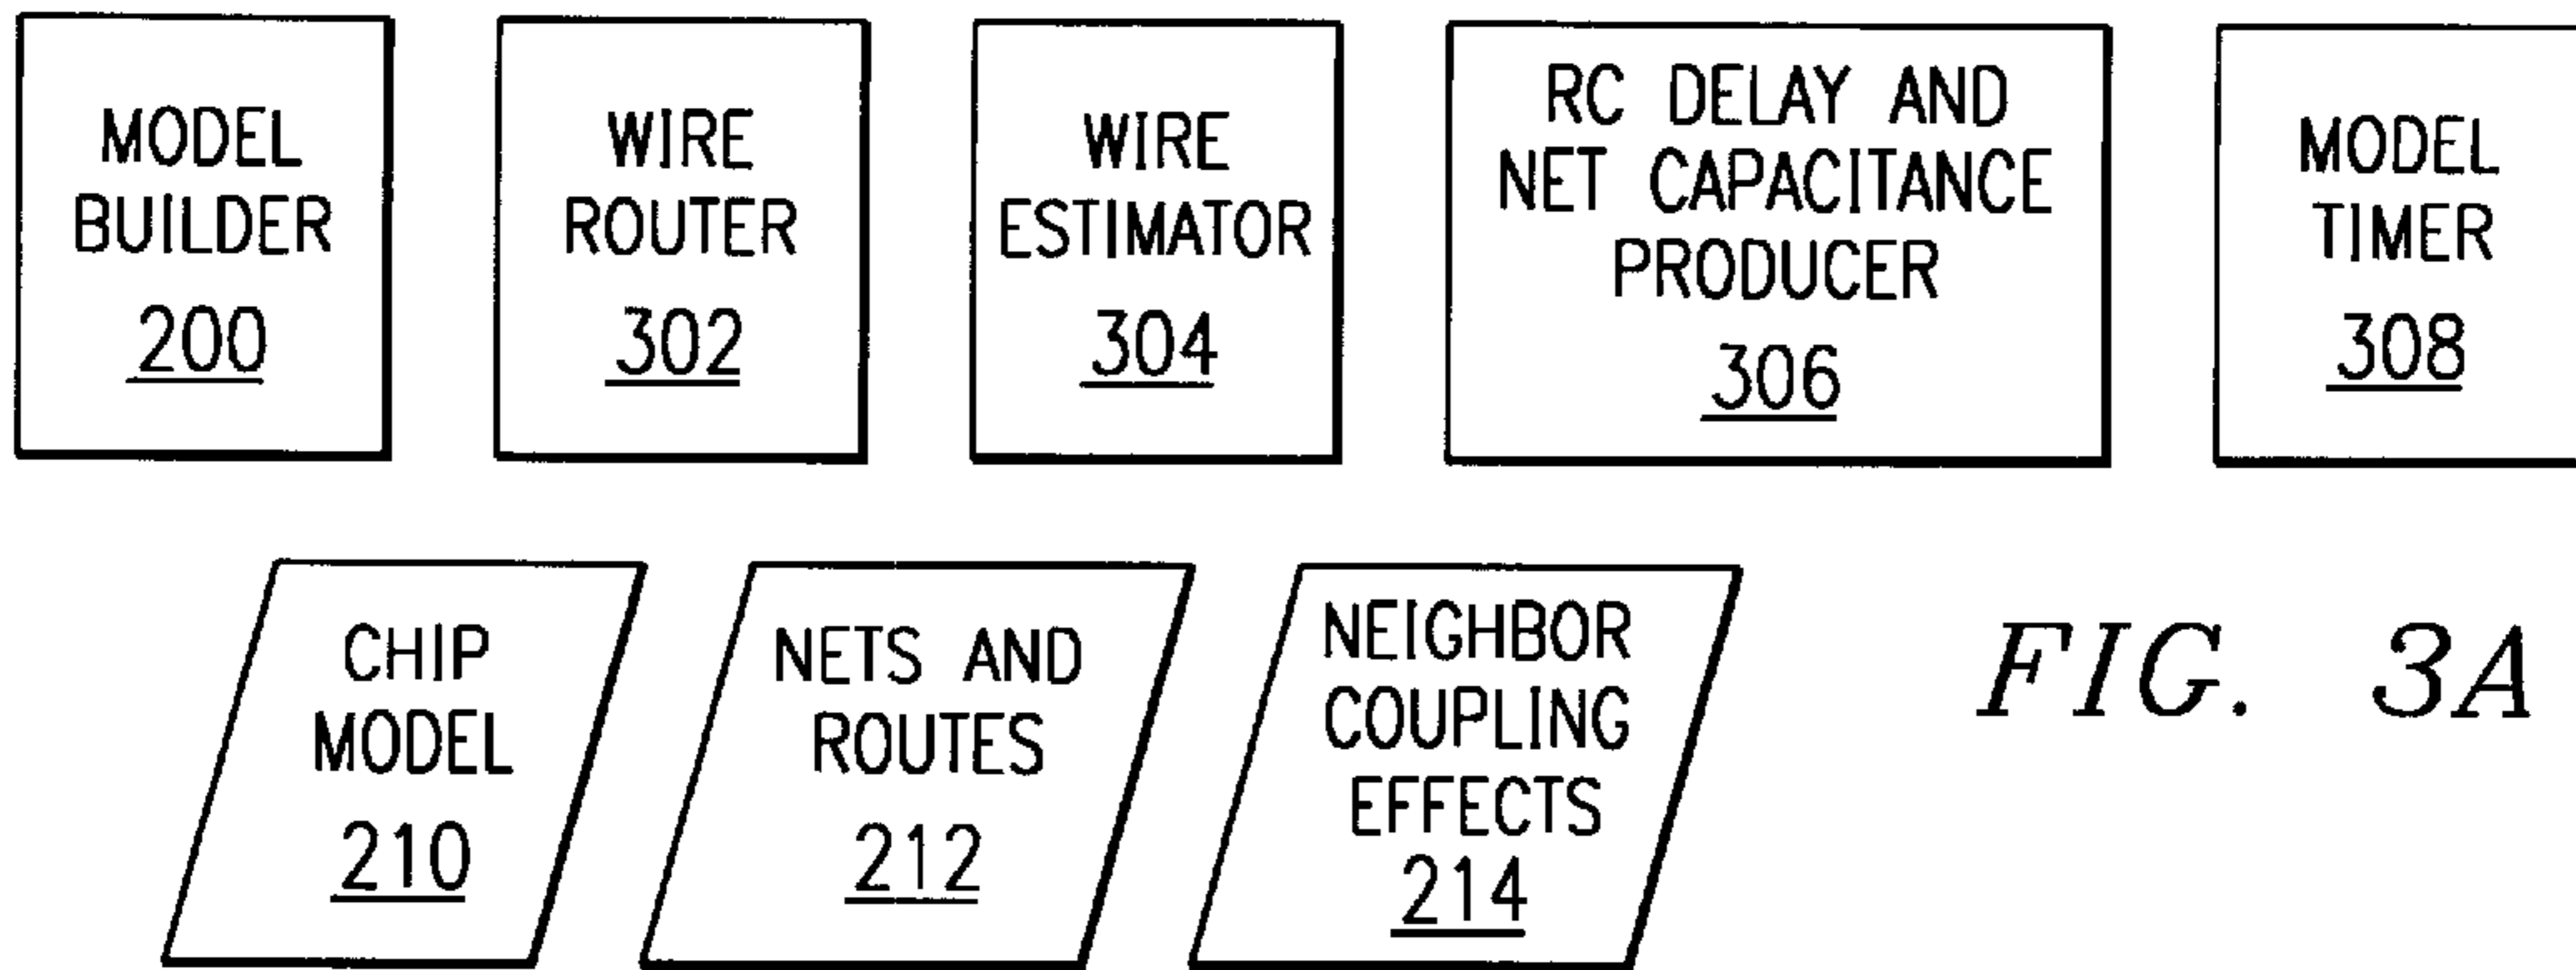 MODEL
BUILDER
200
WIRE
ROUTER
302
WIRE
ESTIMATOR
304
RC DELAY AND
NET CAPACITANCE
PRODUCER
306
MODEL
TIMER
308
CHIP
MODEL
210
NETS AND
ROUTES
212
NEIGHBOR
COUPLING
EFFECTS
214
FIG. 3A